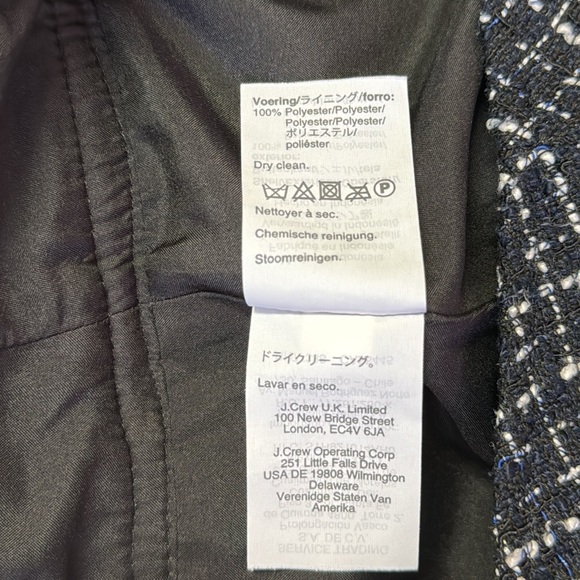 Voering/ライニング/forro:
100% Polyester/Polyester/
Polyester/Polyester/
ポリエステル/
poliéster
Dry clean.
P
Nettoyer à sec.
Chemische reinigung.
Stoomreinigen.
ドライクリーニング。
Lavar en seco.
J.Crew U.K. Limited
100 New Bridge Street
London, EC4V 6JA
J.Crew Operating Corp
251 Little Falls Drive
USA DE 19808 Wilmington
Delaware
Verenidge Staten Van
Amerika